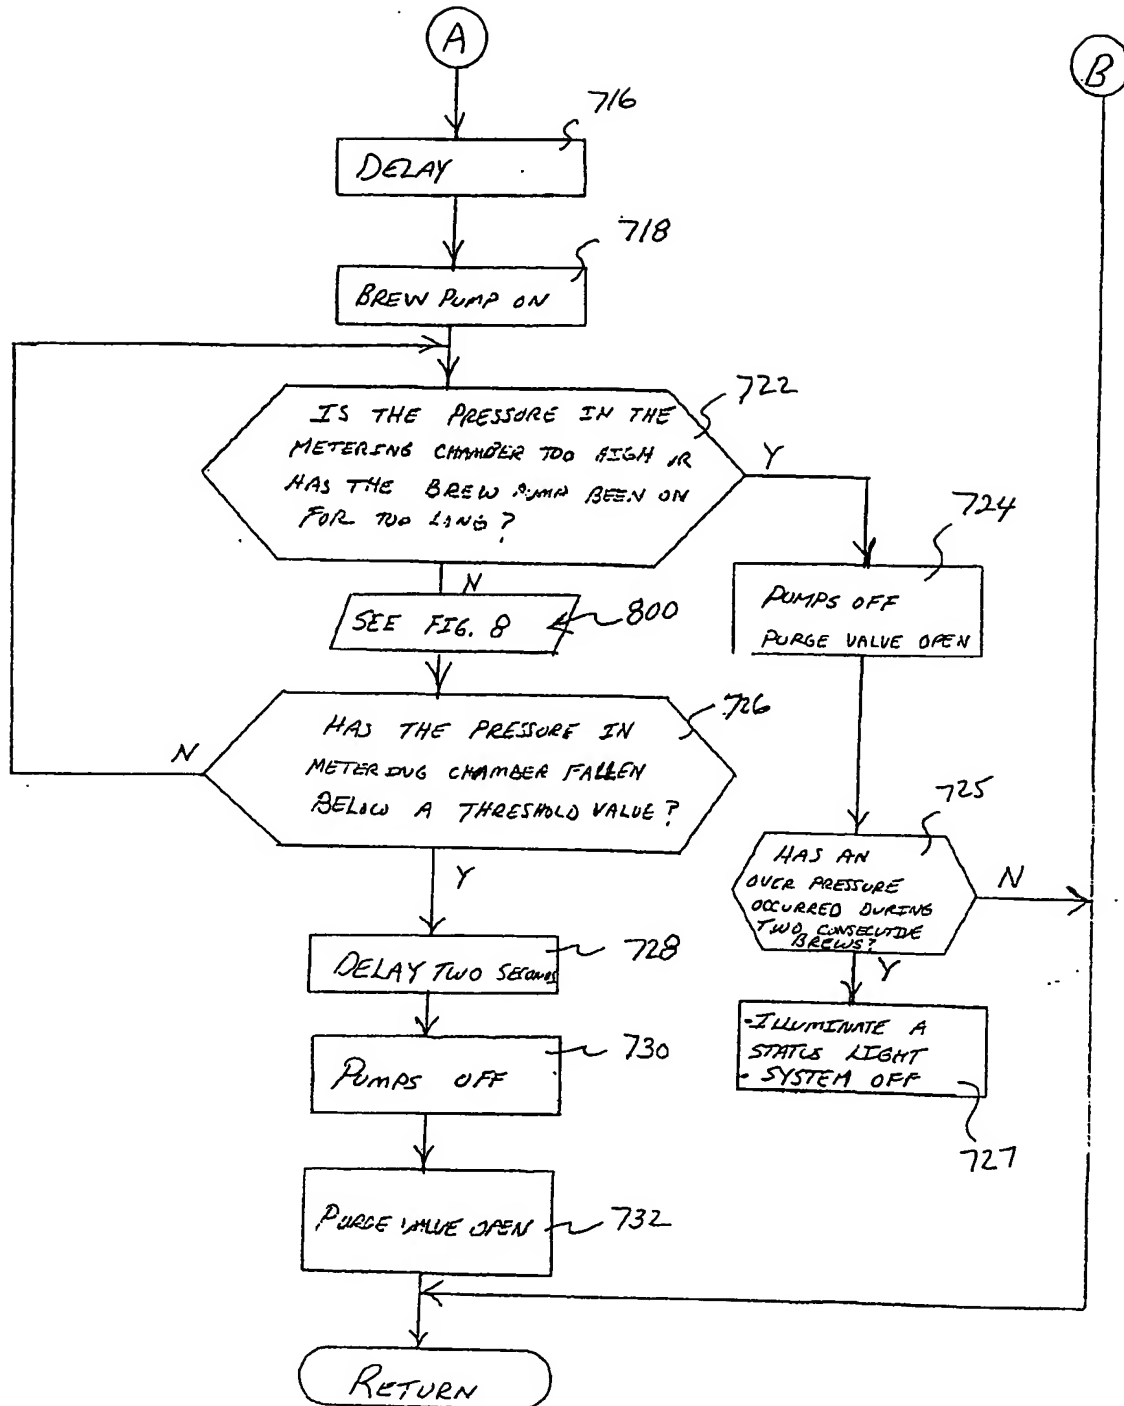 A
B
716
DELAY
718
BREW PUMP ON
722
IS THE PRESSURE IN THE
METERING CHAMBER TOO HIGH OR
HAS THE BREW PUMP BEEN ON
FOR TOO LONG?
Y
N
724
PUMPS OFF
PURGE VALUE OPEN
SEE FIG. 8
800
726
HAS THE PRESSURE IN
METERING CHAMBER FALLEN
BELOW A THRESHOLD VALUE?
N
Y
725
HAS AN
OVER PRESSURE
OCCURRED DURING
TWO CONSECUTIVE
BREWS?
N
Y
728
DELAY TWO SECONDS
730
PUMPS OFF
- ILLUMINATE A
STATUS LIGHT
- SYSTEM OFF
727
PURGE VALUE OPEN
732
RETURN